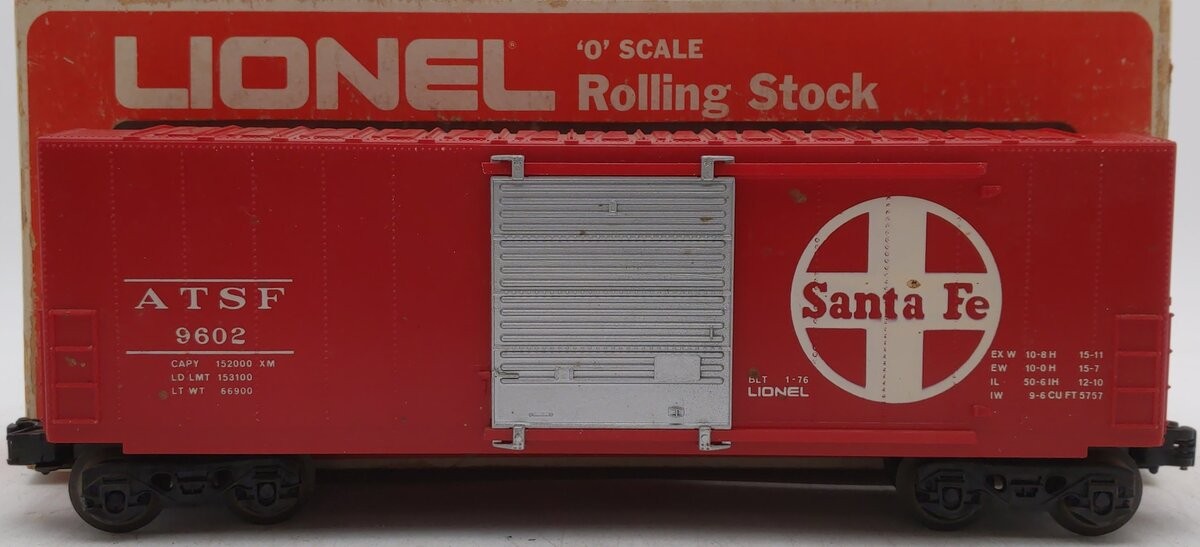 LIONEL
'O' SCALE
Rolling Stock
ATSF
9602
CAPY 152000 XM
LD LMT 153100
LT WT 66900
Santa Fe
BLT 1-76
LIONEL
EX W 10-8 H 15-11
EW 10-0 H 15-7
IL 50-6 IH 12-10
IW 9-6 CU FT 5757